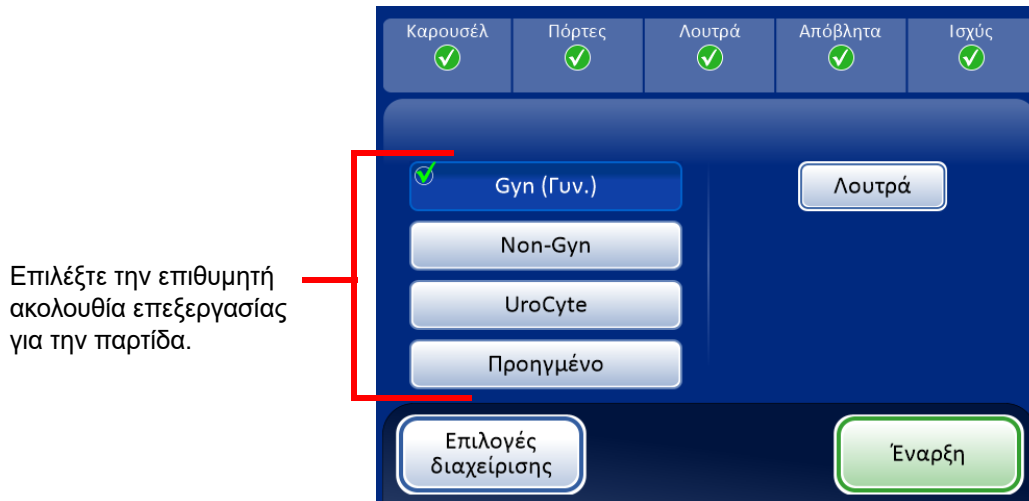 Καρουσέλ Πόρτες Λουτρά Απόβλητα Ισχύς
Gyn (Γυν.) Λουτρά
Non-Gyn
UroCyte
Προηγμένο
Επιλέξτε την επιθυμητή
ακολουθία επεξεργασίας
για την παρτίδα.
Επιλογές
διαχείρισης
Έναρξη